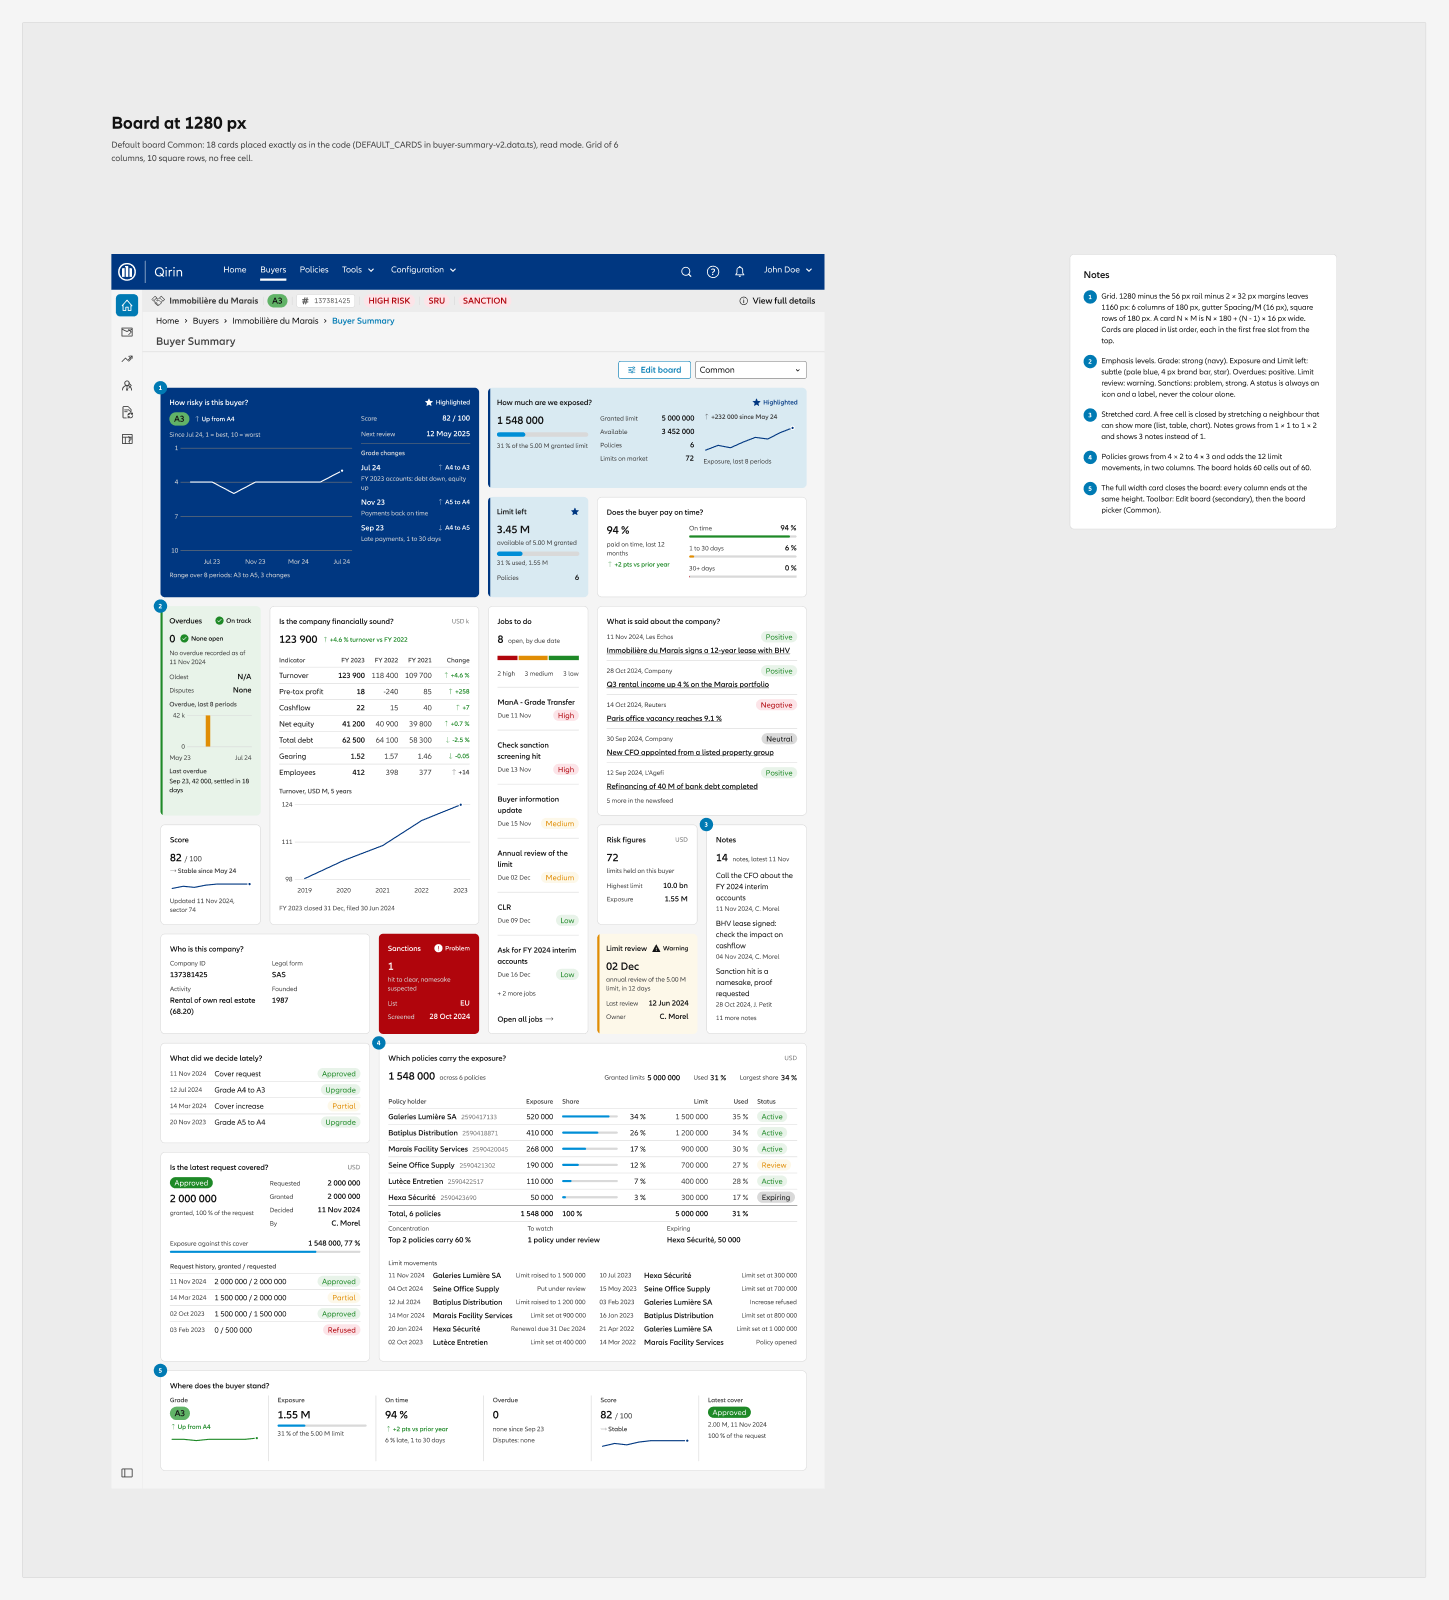 Board at 1280 px
Default board Common: 18 cards placed exactly as in the code (DEFAULT_CARDS in buyer-summary-v2.data.ts), read mode. Grid of 6
columns, 10 square rows, no free cell.
Qirin
Home
Buyers
Policies
Tools
Configuration
John Doe
Immobilière du Marais
A3
# 137381425
HIGH RISK
SRU
SANCTION
View full details
Home › Buyers › Immobilière du Marais › Buyer Summary
Buyer Summary
Edit board
Common
1
How risky is this buyer?
Highlighted
A3 ↑ Up from A4
Since Jul 24, 1 = best, 10 = worst
1
4
7
10
Jul 23 Nov 23 Mar 24 Jul 24
Range over 8 periods: A3 to A5, 3 changes
Score 82 / 100
Next review 12 May 2025
Grade changes
Jul 24 ↑ A4 to A3
FY 2023 accounts: debt down, equity
up
Nov 23 ↑ A5 to A4
Payments back on time
Sep 23 ↓ A4 to A5
Late payments, 1 to 30 days
How much are we exposed?
Highlighted
1 548 000
31 % of the 5.00 M granted limit
Granted limit 5 000 000
Available 3 452 000
Policies 6
Limits on market 72
↑ +232 000 since May 24
Exposure, last 8 periods
Limit left
3.45 M
available of 5.00 M granted
31 % used, 1.55 M
Policies 6
Does the buyer pay on time?
94 %
paid on time, last 12
months
↑ +2 pts vs prior year
On time 94 %
1 to 30 days 6 %
30+ days 0 %
2
Overdues
On track
0 None open
No overdue recorded as of
11 Nov 2024
Oldest N/A
Disputes None
Overdue, last 8 periods
42 k
0
May 23 Jul 24
Last overdue
Sep 23, 42 000, settled in 18
days
Is the company financially sound?
USD k
123 900 ↑ +4.6 % turnover vs FY 2022
Indicator FY 2023 FY 2022 FY 2021 Change
Turnover 123 900 118 400 109 700 ↑ +4.6 %
Pre-tax profit 18 -240 85 ↑ +258
Cashflow 22 15 40 ↑ +7
Net equity 41 200 40 900 39 800 ↑ +0.7 %
Total debt 62 500 64 100 58 300 ↓ -2.5 %
Gearing 1.52 1.57 1.46 ↓ -0.05
Employees 412 398 377 ↑ +14
Turnover, USD M, 5 years
124
111
98
2019 2020 2021 2022 2023
FY 2023 closed 31 Dec, filed 30 Jun 2024
Jobs to do
8 open, by due date
2 high 3 medium 3 low
ManA - Grade Transfer
Due 11 Nov High
Check sanction
screening hit
Due 13 Nov High
Buyer information
update
Due 15 Nov Medium
Annual review of the
limit
Due 02 Dec Medium
CLR
Due 09 Dec Low
Ask for FY 2024 interim
accounts
Due 16 Dec Low
+ 2 more jobs
Open all jobs →
What is said about the company?
11 Nov 2024, Les Echos Positive
Immobilière du Marais signs a 12-year lease with BHV
28 Oct 2024, Company Positive
Q3 rental income up 4 % on the Marais portfolio
14 Oct 2024, Reuters Negative
Paris office vacancy reaches 9.1 %
30 Sep 2024, Company Neutral
New CFO appointed from a listed property group
12 Sep 2024, L'Agefi Positive
Refinancing of 40 M of bank debt completed
5 more in the newsfeed
Score
82 / 100
→ Stable since May 24
Updated 11 Nov 2024,
sector 74
Risk figures USD
72
limits held on this buyer
Highest limit 10.0 bn
Exposure 1.55 M
3
Notes
14 notes, latest 11 Nov
Call the CFO about the
FY 2024 interim
accounts
11 Nov 2024, C. Morel
BHV lease signed:
check the impact on
cashflow
04 Nov 2024, C. Morel
Sanction hit is a
namesake, proof
requested
28 Oct 2024, J. Petit
11 more notes
Who is this company?
Company ID
137381425
Legal form
SAS
Activity
Rental of own real estate
(68.20)
Founded
1987
Sanctions Problem
1
hit to clear, namesake
suspected
List EU
Screened 28 Oct 2024
Limit review Warning
02 Dec
annual review of the 5.00 M
limit, in 12 days
Last review 12 Jun 2024
Owner C. Morel
What did we decide lately?
11 Nov 2024 Cover request Approved
12 Jul 2024 Grade A4 to A3 Upgrade
14 Mar 2024 Cover increase Partial
20 Nov 2023 Grade A5 to A4 Upgrade
Is the latest request covered? USD
Approved
2 000 000
granted, 100 % of the request
Requested 2 000 000
Granted 2 000 000
Decided 11 Nov 2024
By C. Morel
Exposure against this cover 1 548 000, 77 %
Request history, granted / requested
11 Nov 2024 2 000 000 / 2 000 000 Approved
14 Mar 2024 1 500 000 / 2 000 000 Partial
02 Oct 2023 1 500 000 / 1 500 000 Approved
03 Feb 2023 0 / 500 000 Refused
4
Which policies carry the exposure? USD
1 548 000 across 6 policies
Granted limits 5 000 000 Used 31 % Largest share 34 %
Policy holder Exposure Share Limit Used Status
Galeries Lumière SA 2590417133 520 000 34 % 1 500 000 35 % Active
Batiplus Distribution 2590418871 410 000 26 % 1 200 000 34 % Active
Marais Facility Services 2590420045 268 000 17 % 900 000 30 % Active
Seine Office Supply 2590421302 190 000 12 % 700 000 27 % Review
Lutèce Entretien 2590422517 110 000 7 % 400 000 28 % Active
Hexa Sécurité 2590423690 50 000 3 % 300 000 17 % Expiring
Total, 6 policies 1 548 000 100 % 5 000 000 31 %
Concentration
Top 2 policies carry 60 %
To watch
1 policy under review
Expiring
Hexa Sécurité, 50 000
Limit movements
11 Nov 2024 Galeries Lumière SA Limit raised to 1 500 000
04 Oct 2024 Seine Office Supply Put under review
12 Jul 2024 Batiplus Distribution Limit raised to 1 200 000
14 Mar 2024 Marais Facility Services Limit set at 900 000
20 Jan 2024 Hexa Sécurité Renewal due 31 Dec 2024
02 Oct 2023 Lutèce Entretien Limit set at 400 000
10 Jul 2023 Hexa Sécurité Limit set at 300 000
15 May 2023 Seine Office Supply Limit set at 700 000
03 Feb 2023 Galeries Lumière SA Increase refused
16 Jan 2023 Batiplus Distribution Limit set at 800 000
21 Apr 2022 Galeries Lumière SA Limit set at 1 000 000
14 Mar 2022 Marais Facility Services Policy opened
5
Where does the buyer stand?
Grade
A3
↑ Up from A4
Exposure
1.55 M
31 % of the 5.00 M limit
On time
94 %
↑ +2 pts vs prior year
6 % late, 1 to 30 days
Overdue
0
none since Sep 23
Disputes: none
Score
82 / 100
→ Stable
Latest cover
Approved
2.00 M, 11 Nov 2024
100 % of the request
Notes
1 Grid. 1280 minus the 56 px rail minus 2 × 32 px margins leaves
1160 px: 6 columns of 180 px, gutter Spacing/M (16 px), square
rows of 180 px. A card N × M is N × 180 + (N - 1) × 16 px wide.
Cards are placed in list order, each in the first free slot from the
top.
2 Emphasis levels. Grade: strong (navy). Exposure and Limit left:
subtle (pale blue, 4 px brand bar, star). Overdues: positive. Limit
review: warning. Sanctions: problem, strong. A status is always an
icon and a label, never the colour alone.
3 Stretched card. A free cell is closed by stretching a neighbour that
can show more (list, table, chart). Notes grows from 1 × 1 to 1 × 2
and shows 3 notes instead of 1.
4 Policies grows from 4 × 2 to 4 × 3 and adds the 12 limit
movements, in two columns. The board holds 60 cells out of 60.
5 The full width card closes the board: every column ends at the
same height. Toolbar: Edit board (secondary), then the board
picker (Common).